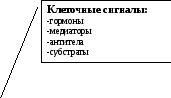 Клеточные сигналы:
-гормоны
-медиаторы
-антитела
-субстраты